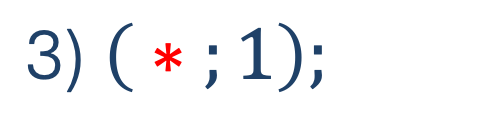 3) ( * ; 1);